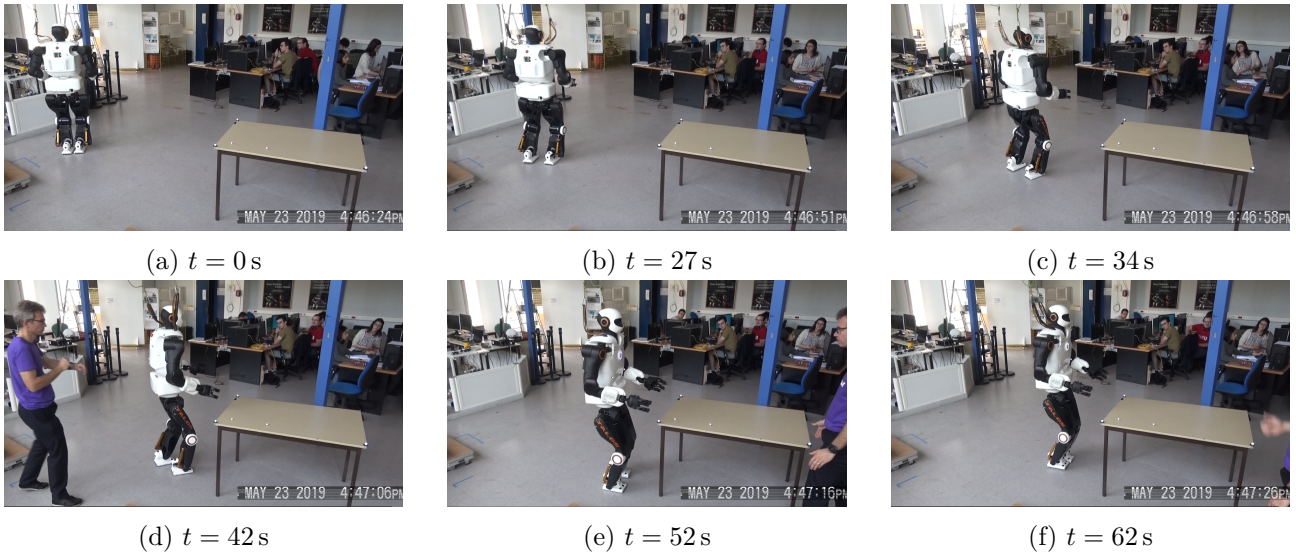 MAY 23 2019 4:46:24PM
MAY 23 2019 4:46:51PM
MAY 23 2019 4:46:58PM
(a) t = 0 s
(b) t = 27 s
(c) t = 34 s
MAY 23 2019 4:47:06PM
MAY 23 2019 4:47:16PM
MAY 23 2019 4:47:26PM
(d) t = 42 s
(e) t = 52 s
(f) t = 62 s